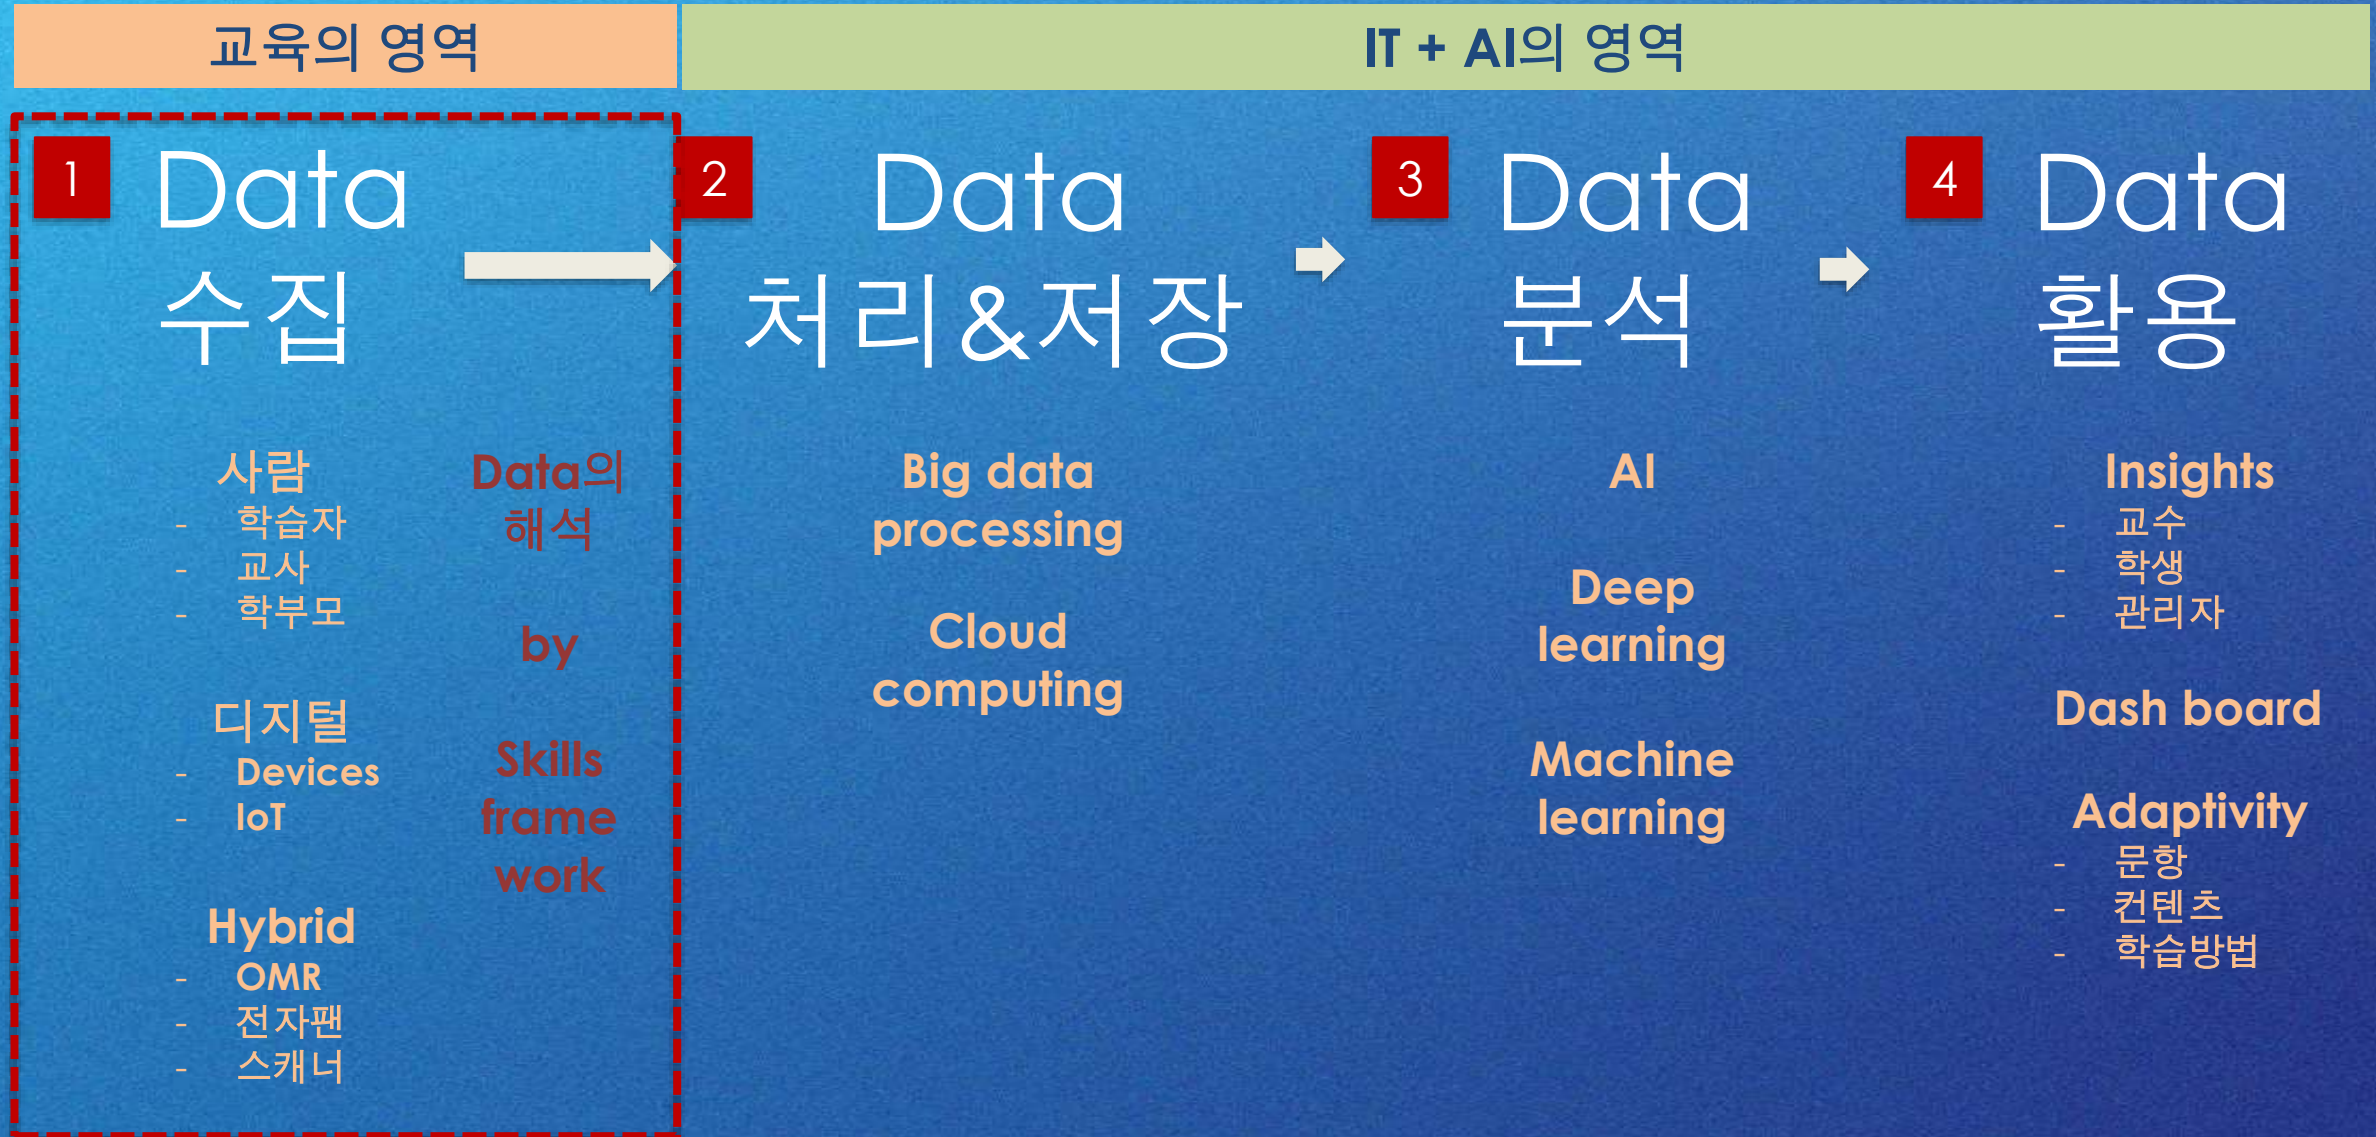 교육의 영역
IT + AI의 영역
1
Data
수집
사람
- 학습자
- 교사
- 학부모
디지털
- Devices
- IoT
Hybrid
- OMR
- 전자팬
- 스캐너
Data의
해석
by
Skills
frame
work
2
Data
처리&저장
Big data
processing
Cloud
computing
3
Data
분석
AI
Deep
learning
Machine
learning
4
Data
활용
Insights
- 교수
- 학생
- 관리자
Dash board
Adaptivity
- 문항
- 컨텐츠
- 학습방법